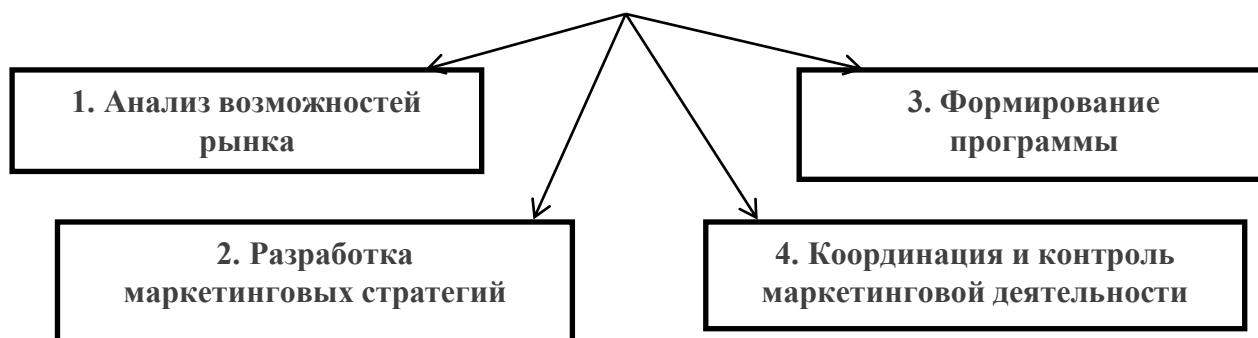 1. Анализ возможностей
рынка
2. Разработка
маркетинговых стратегий
3. Формирование
программы
4. Координация и контроль
маркетинговой деятельности